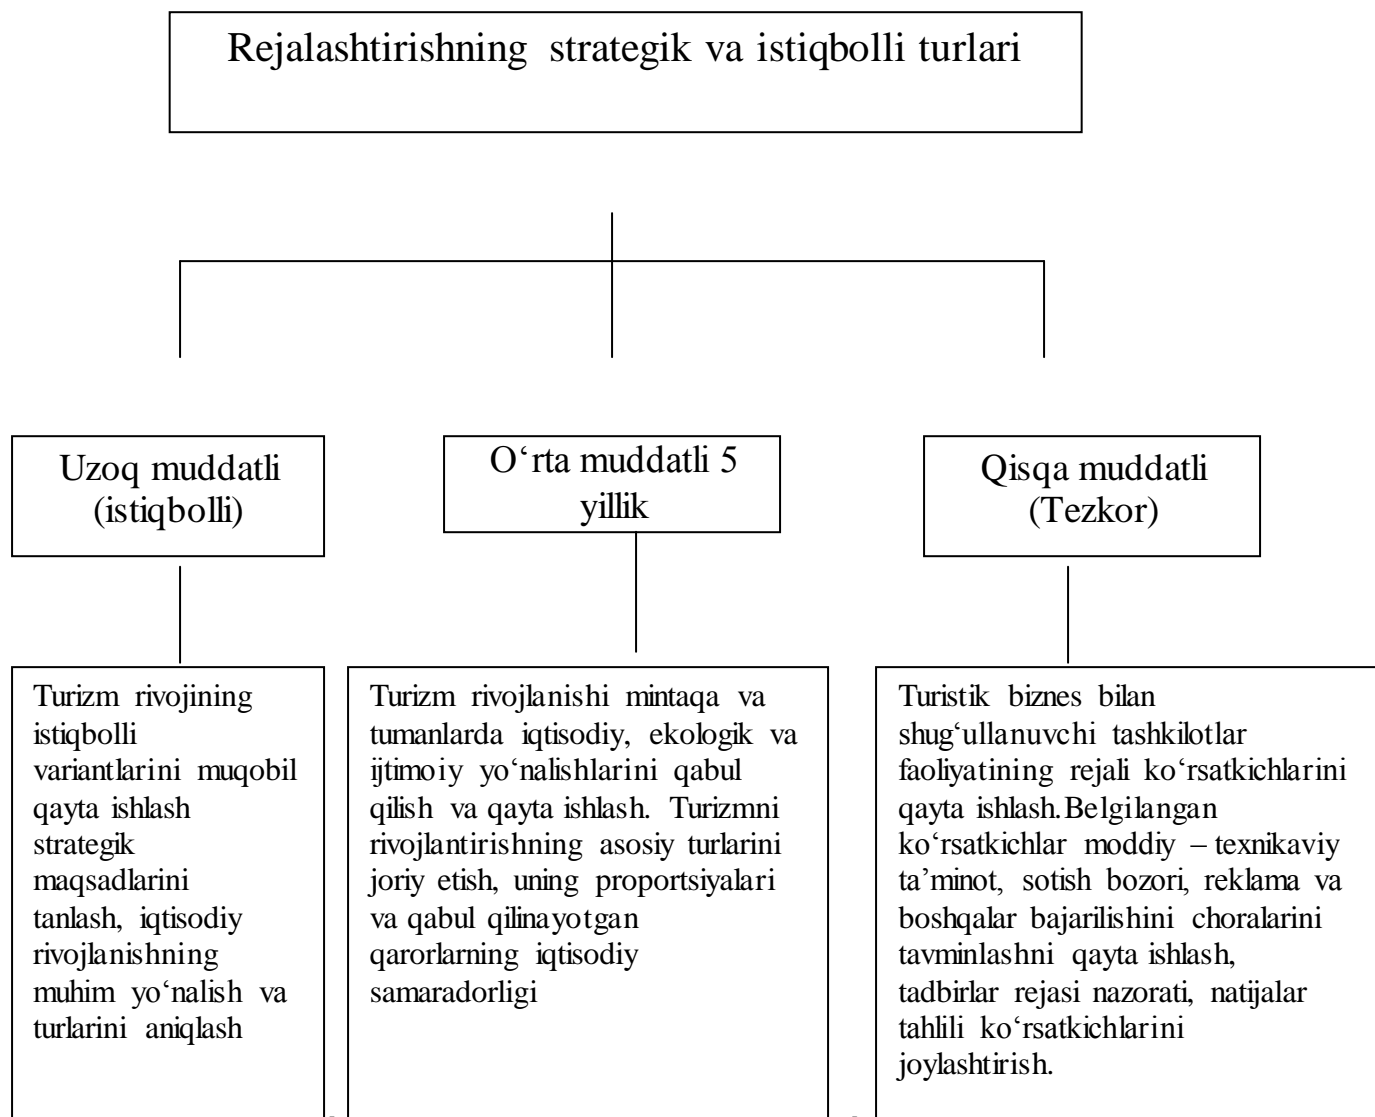 Rejalashtirishning strategik va istiqbolli turlari
Uzoq muddatli
(istiqbolli)
O‘rta muddatli 5
yillik
Qisqa muddatli
(Tezkor)
Turizm rivojining
istiqbolli
variantlarini muqobil
qayta ishlash
strategik
maqsadlarini
tanlash, iqtisodiy
rivojlanishning
muhim yo‘nalish va
turlarini aniqlash
Turizm rivojlanishi mintaqa va
tumanlarda iqtisodiy, ekologik va
ijtimoiy yo‘nalishlarini qabul
qilish va qayta ishlash. Turizmni
rivojlantirishning asosiy turlarini
joriy etish, uning proportsiyalari
va qabul qilinayotgan
qarorlarning iqtisodiy
samaradorligi
Turistik biznes bilan
shug‘ullanuvchi tashkilotlar
faoliyatining rejali ko‘rsatkichlarini
qayta ishlash.Belgilangan
ko‘rsatkichlar moddiy – texnikaviy
ta’minot, sotish bozori, reklama va
boshqalar bajarilishini choralarini
tavminlashni qayta ishlash,
tadbirlar rejasi nazorati, natijalar
tahlili ko‘rsatkichlarini
joylashtirish.